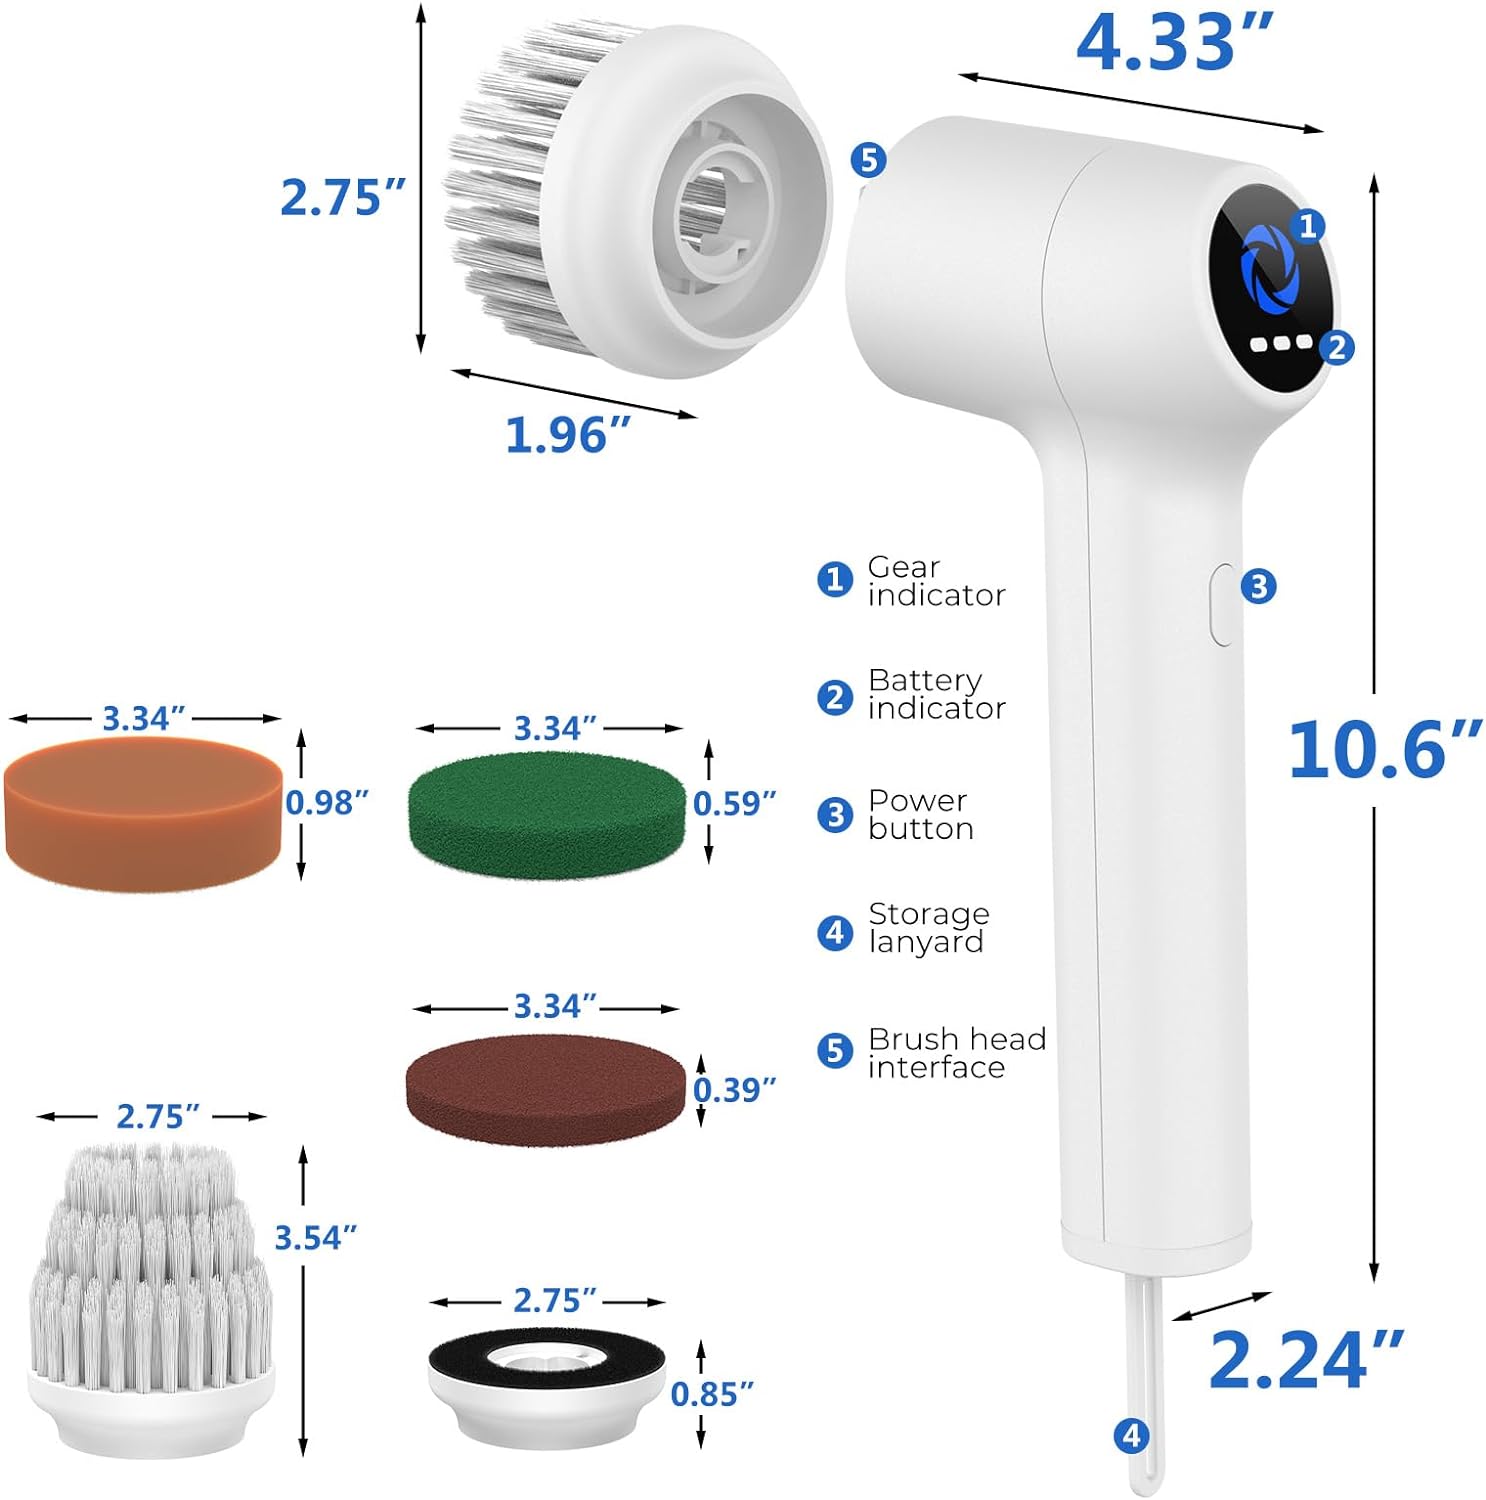 4.33”
5
2.75”
1
2
1.96”
1 Gear
indicator
3
2 Battery
indicator
3.34”
3.34”
10.6”
0.98”
0.59”
3 Power
button
4 Storage
lanyard
3.34”
5 Brush head
interface
0.39”
2.75”
3.54”
2.75”
2.24”
0.85”
4